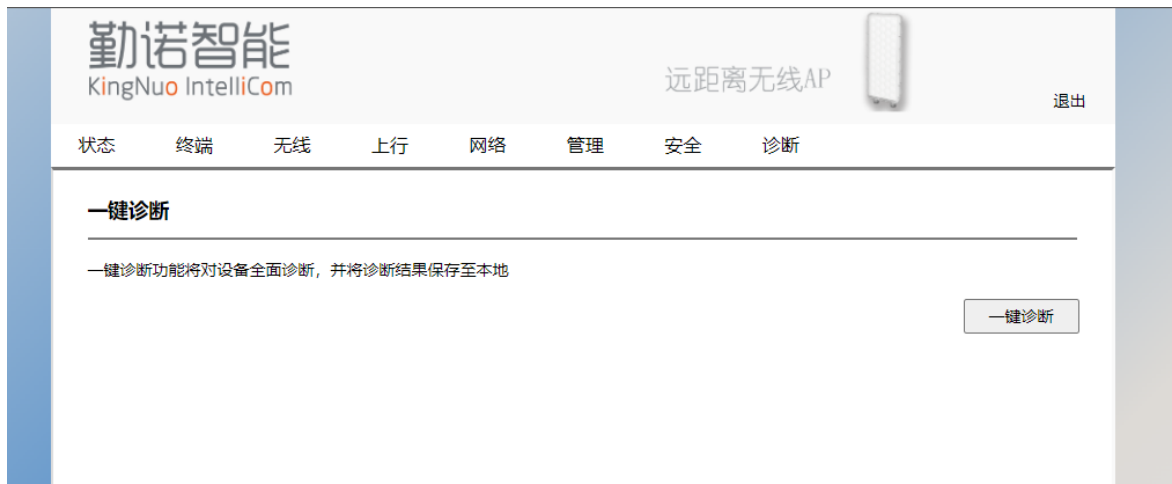 勤诺智能
KingNuo IntelliCom
远距离无线AP
退出
状态 终端 无线 上行 网络 管理 安全 诊断
一键诊断
一键诊断功能将对设备全面诊断，并将诊断结果保存至本地
一键诊断